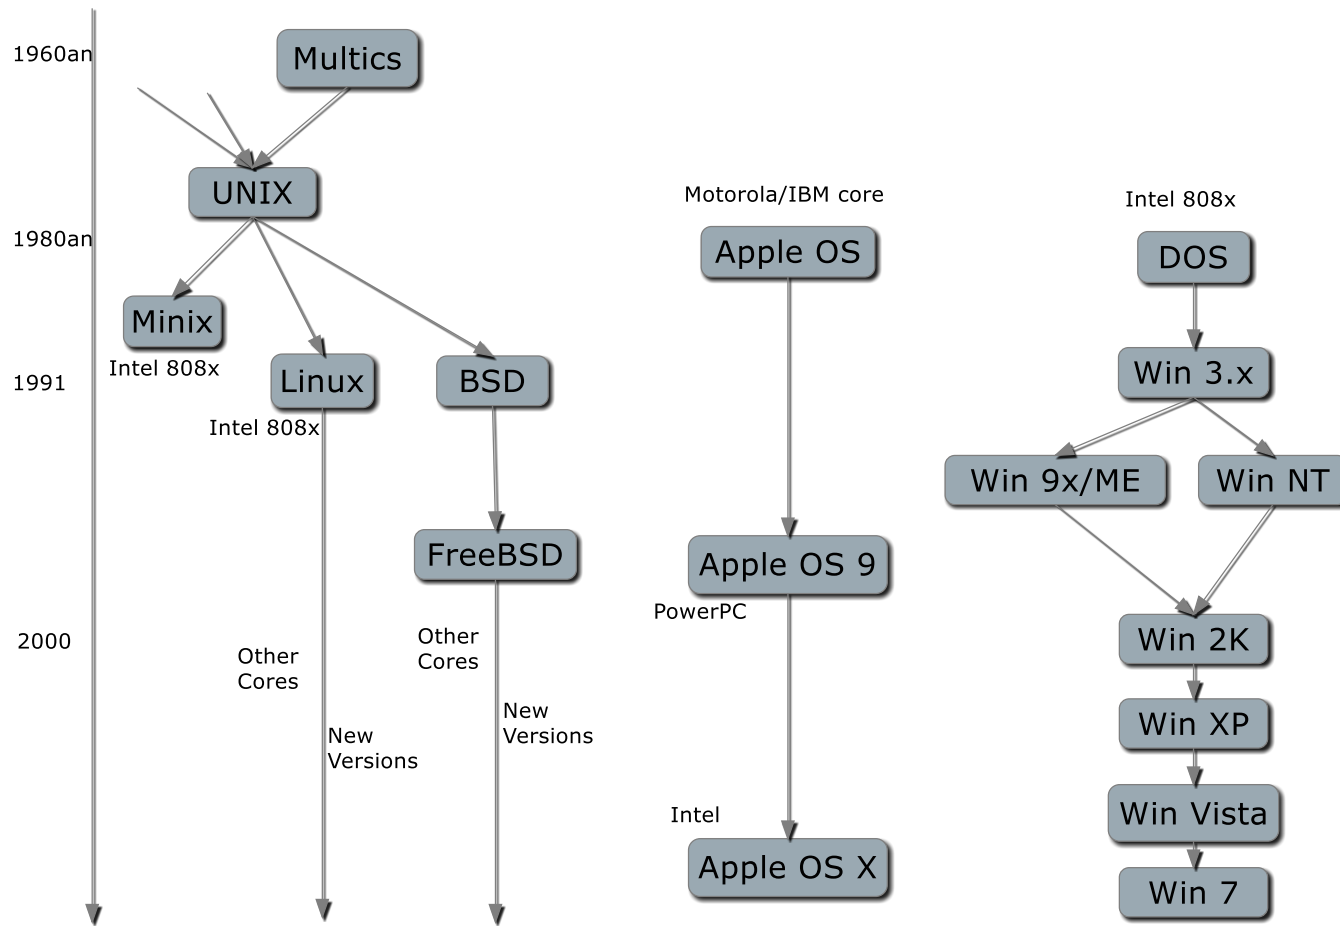 1960an
Multics
UNIX
1980an
Minix
Intel 808x
1991
Linux
Intel 808x
BSD
FreeBSD
2000
Other
Cores
New
Versions
Other
Cores
New
Versions
Motorola/IBM core
Apple OS
Apple OS 9
PowerPC
Intel
Apple OS X
Intel 808x
DOS
Win 3.x
Win 9x/ME
Win NT
Win 2K
Win XP
Win Vista
Win 7